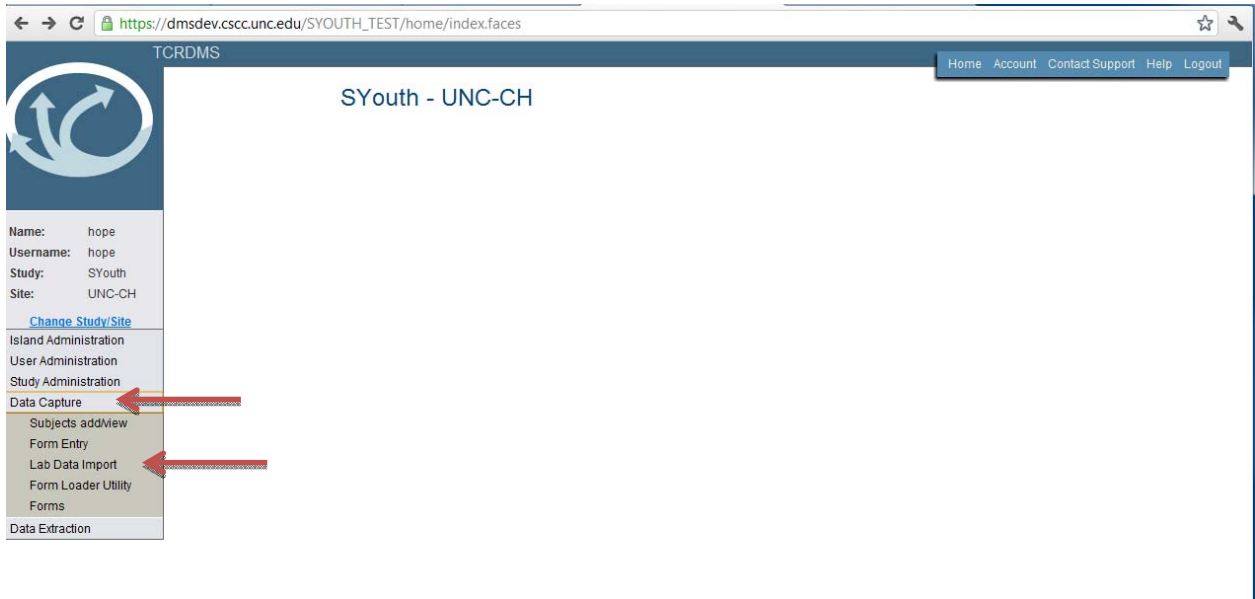 https://dmsdev.cscc.unc.edu/SYOUTH_TEST/home/index.faces
TCRDMS
Home Account Contact Support Help Logout
SYouth - UNC-CH
Name: hope
Username: hope
Study: SYouth
Site: UNC-CH
Change Study/Site
Island Administration
User Administration
Study Administration
Data Capture
Subjects add/view
Form Entry
Lab Data Import
Form Loader Utility
Forms
Data Extraction